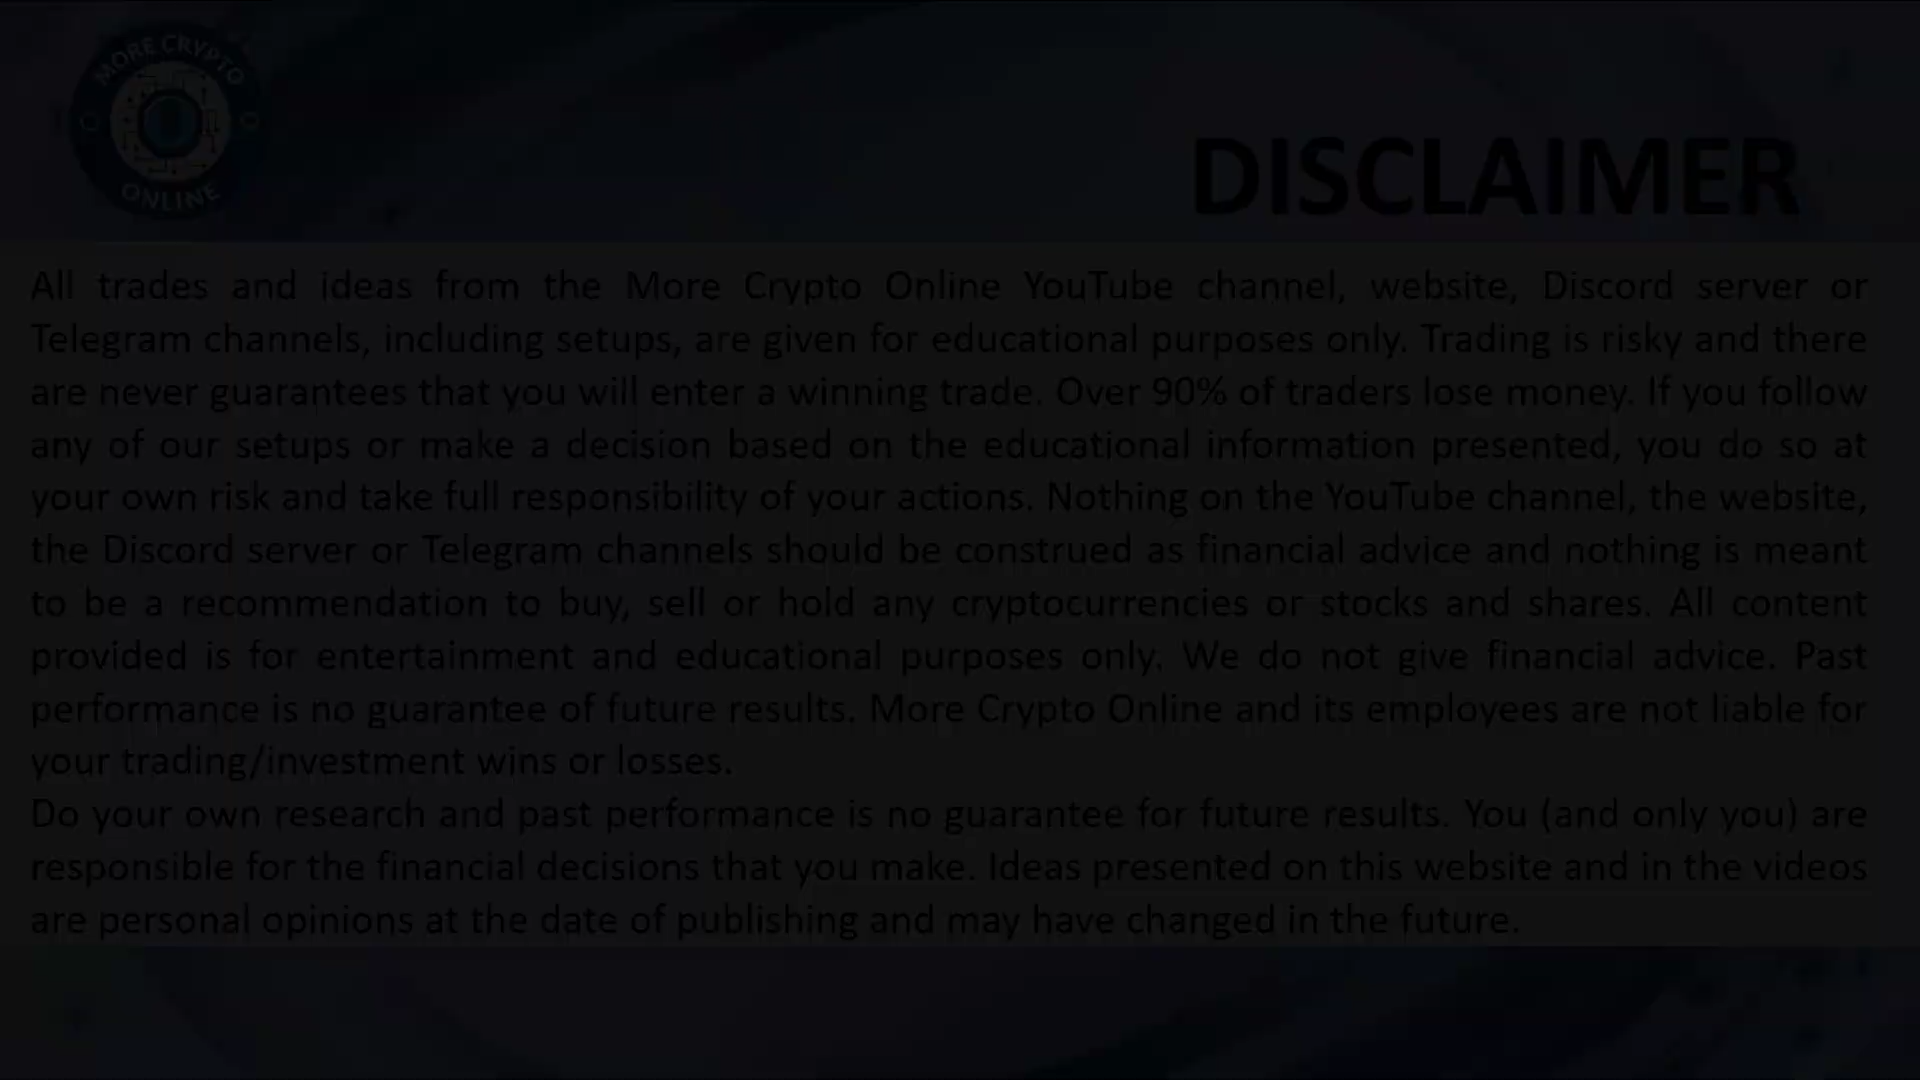 MORE CRYPTO
ONLINE
DISCLAIMER
All trades and ideas from the More Crypto Online YouTube channel, website, Discord server or
Telegram channels, including setups, are given for educational purposes only. Trading is risky and there
are never guarantees that you will enter a winning trade. Over 90% of traders lose money. If you follow
any of our setups or make a decision based on the educational information presented, you do so at
your own risk and take full responsibility of your actions. Nothing on the YouTube channel, the website,
the Discord server or Telegram channels should be construed as financial advice and nothing is meant
to be a recommendation to buy, sell or hold any cryptocurrencies or stocks and shares. All content
provided is for entertainment and educational purposes only. We do not give financial advice. Past
performance is no guarantee of future results. More Crypto Online and its employees are not liable for
your trading/investment wins or losses.
Do your own research and past performance is no guarantee for future results. You (and only you) are
responsible for the financial decisions that you make. Ideas presented on this website and in the videos
are personal opinions at the date of publishing and may have changed in the future.